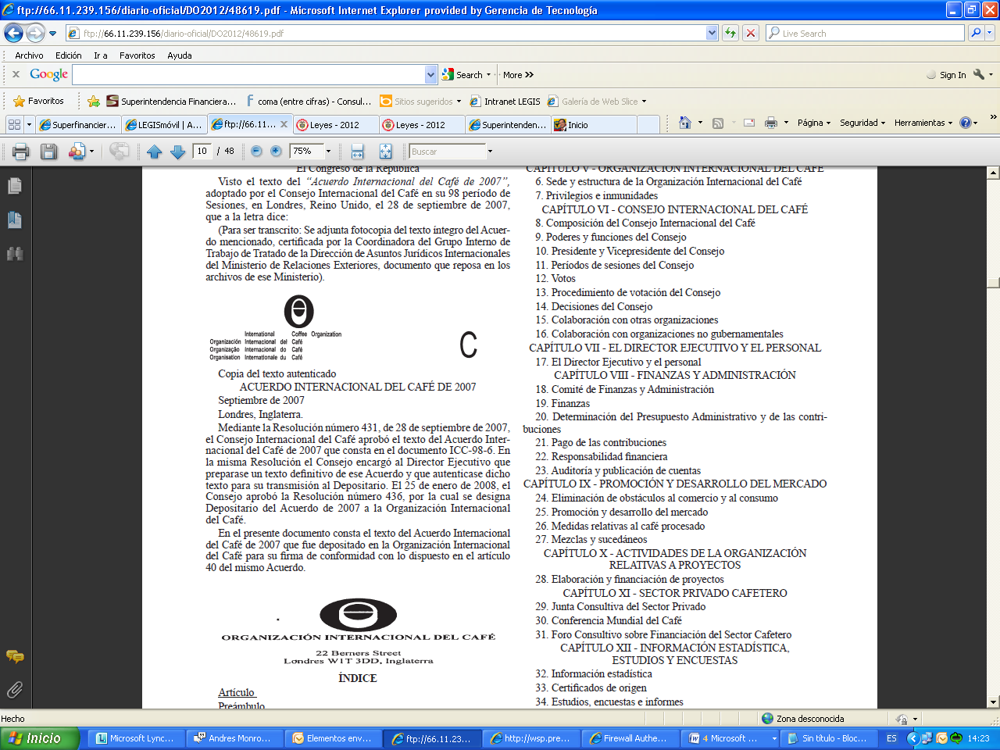 ftp://66.11.239.156/diario-oficial/DO2012/48619.pdf - Microsoft Internet Explorer provided by Gerencia de Tecnología
ftp://66.11.239.156/diario-oficial/DO2012/48619.pdf
Live Search
Archivo Edición Ir a Favoritos Ayuda
Google Search More Sign In
Favoritos Superintendencia Financiera... coma (entre cifras) - Consul... Sitios sugeridos Intranet LEGIS Galería de Web Slice
Superfinancier... LEGISmóvil | A... ftp://66.11.... Leyes - 2012 Leyes - 2012 Superintenden... Inicio Página Seguridad Herramientas
10 / 48 75% Buscar
El Congreso de la República
Visto el texto del “Acuerdo Internacional del Café de 2007”,
adoptado por el Consejo Internacional del Café en su 98 período de
Sesiones, en Londres, Reino Unido, el 28 de septiembre de 2007,
que a la letra dice:
(Para ser transcrito: Se adjunta fotocopia del texto íntegro del Acuer-
do mencionado, certificada por la Coordinadora del Grupo Interno de
Trabajo de Tratado de la Dirección de Asuntos Jurídicos Internacionales
del Ministerio de Relaciones Exteriores, documento que reposa en los
archivos de ese Ministerio).
International Coffee Organization
Organización Internacional del Café
Organização Internacional do Café
Organisation Internationale du Café
C
Copia del texto autenticado
ACUERDO INTERNACIONAL DEL CAFÉ DE 2007
Septiembre de 2007
Londres, Inglaterra.
Mediante la Resolución número 431, de 28 de septiembre de 2007,
el Consejo Internacional del Café aprobó el texto del Acuerdo Inter-
nacional del Café de 2007 que consta en el documento ICC-98-6. En
la misma Resolución el Consejo encargó al Director Ejecutivo que
preparase un texto definitivo de ese Acuerdo y que autenticase dicho
texto para su transmisión al Depositario. El 25 de enero de 2008, el
Consejo aprobó la Resolución número 436, por la cual se designa
Depositario del Acuerdo de 2007 a la Organización Internacional
del Café.
En el presente documento consta el texto del Acuerdo Internacional
del Café de 2007 que fue depositado en la Organización Internacional
del Café para su firma de conformidad con lo dispuesto en el artículo
40 del mismo Acuerdo.
ORGANIZACIÓN INTERNACIONAL DEL CAFÉ
22 Berners Street
Londres W1T 3DD, Inglaterra
ÍNDICE
Artículo
Preámbulo
CAPÍTULO V - ORGANIZACIÓN INTERNACIONAL DEL CAFÉ
6. Sede y estructura de la Organización Internacional del Café
7. Privilegios e inmunidades
CAPÍTULO VI - CONSEJO INTERNACIONAL DEL CAFÉ
8. Composición del Consejo Internacional del Café
9. Poderes y funciones del Consejo
10. Presidente y Vicepresidente del Consejo
11. Períodos de sesiones del Consejo
12. Votos
13. Procedimiento de votación del Consejo
14. Decisiones del Consejo
15. Colaboración con otras organizaciones
16. Colaboración con organizaciones no gubernamentales
CAPÍTULO VII - EL DIRECTOR EJECUTIVO Y EL PERSONAL
17. El Director Ejecutivo y el personal
CAPÍTULO VIII - FINANZAS Y ADMINISTRACIÓN
18. Comité de Finanzas y Administración
19. Finanzas
20. Determinación del Presupuesto Administrativo y de las contri-
buciones
21. Pago de las contribuciones
22. Responsabilidad financiera
23. Auditoría y publicación de cuentas
CAPÍTULO IX - PROMOCIÓN Y DESARROLLO DEL MERCADO
24. Eliminación de obstáculos al comercio y al consumo
25. Promoción y desarrollo del mercado
26. Medidas relativas al café procesado
27. Mezclas y sucedáneos
CAPÍTULO X - ACTIVIDADES DE LA ORGANIZACIÓN
RELATIVAS A PROYECTOS
28. Elaboración y financiación de proyectos
CAPÍTULO XI - SECTOR PRIVADO CAFETERO
29. Junta Consultiva del Sector Privado
30. Conferencia Mundial del Café
31. Foro Consultivo sobre Financiación del Sector Cafetero
CAPÍTULO XII - INFORMACIÓN ESTADÍSTICA,
ESTUDIOS Y ENCUESTAS
32. Información estadística
33. Certificados de origen
34. Estudios, encuestas e informes
Hecho Zona desconocida
Inicio Microsoft Lync... Andres Monro... Elementos env... ftp://66.11.23... http://wsp.pre... Firewall Authe... 4 Microsoft ... Sin título - Bloc... ES 14:23